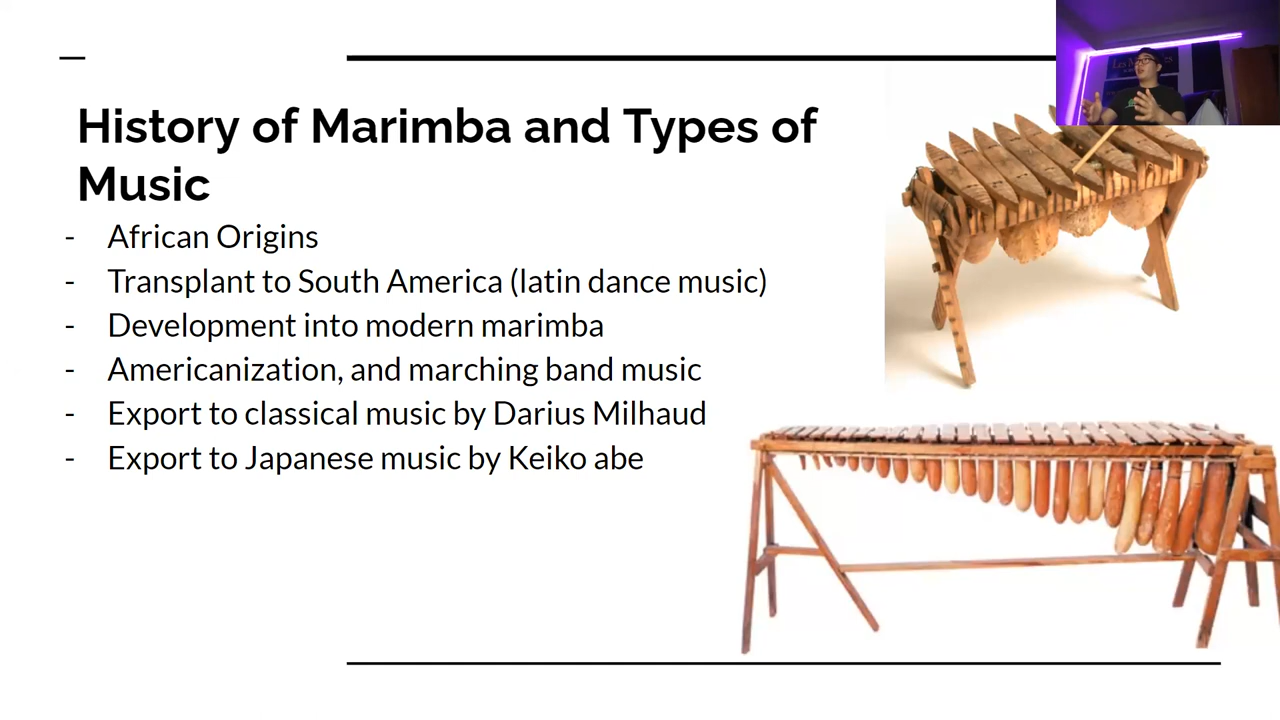 History of Marimba and Types of
Music
- African Origins
- Transplant to South America (latin dance music)
- Development into modern marimba
- Americanization, and marching band music
- Export to classical music by Darius Milhaud
- Export to Japanese music by Keiko abe